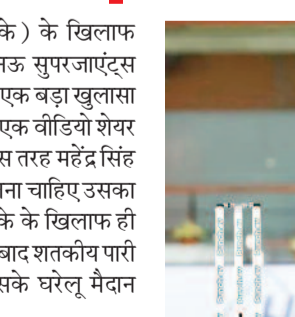 के ) के खिलाफ
नऊ सुपरजाएंट्स
एक बड़ा खुलासा
एक वीडियो शेयर
स तरह महेंद्र सिंह
ना चाहिए उसका
के के खिलाफ ही
बाद शतकीय पारी
सके घरेलू मैदान